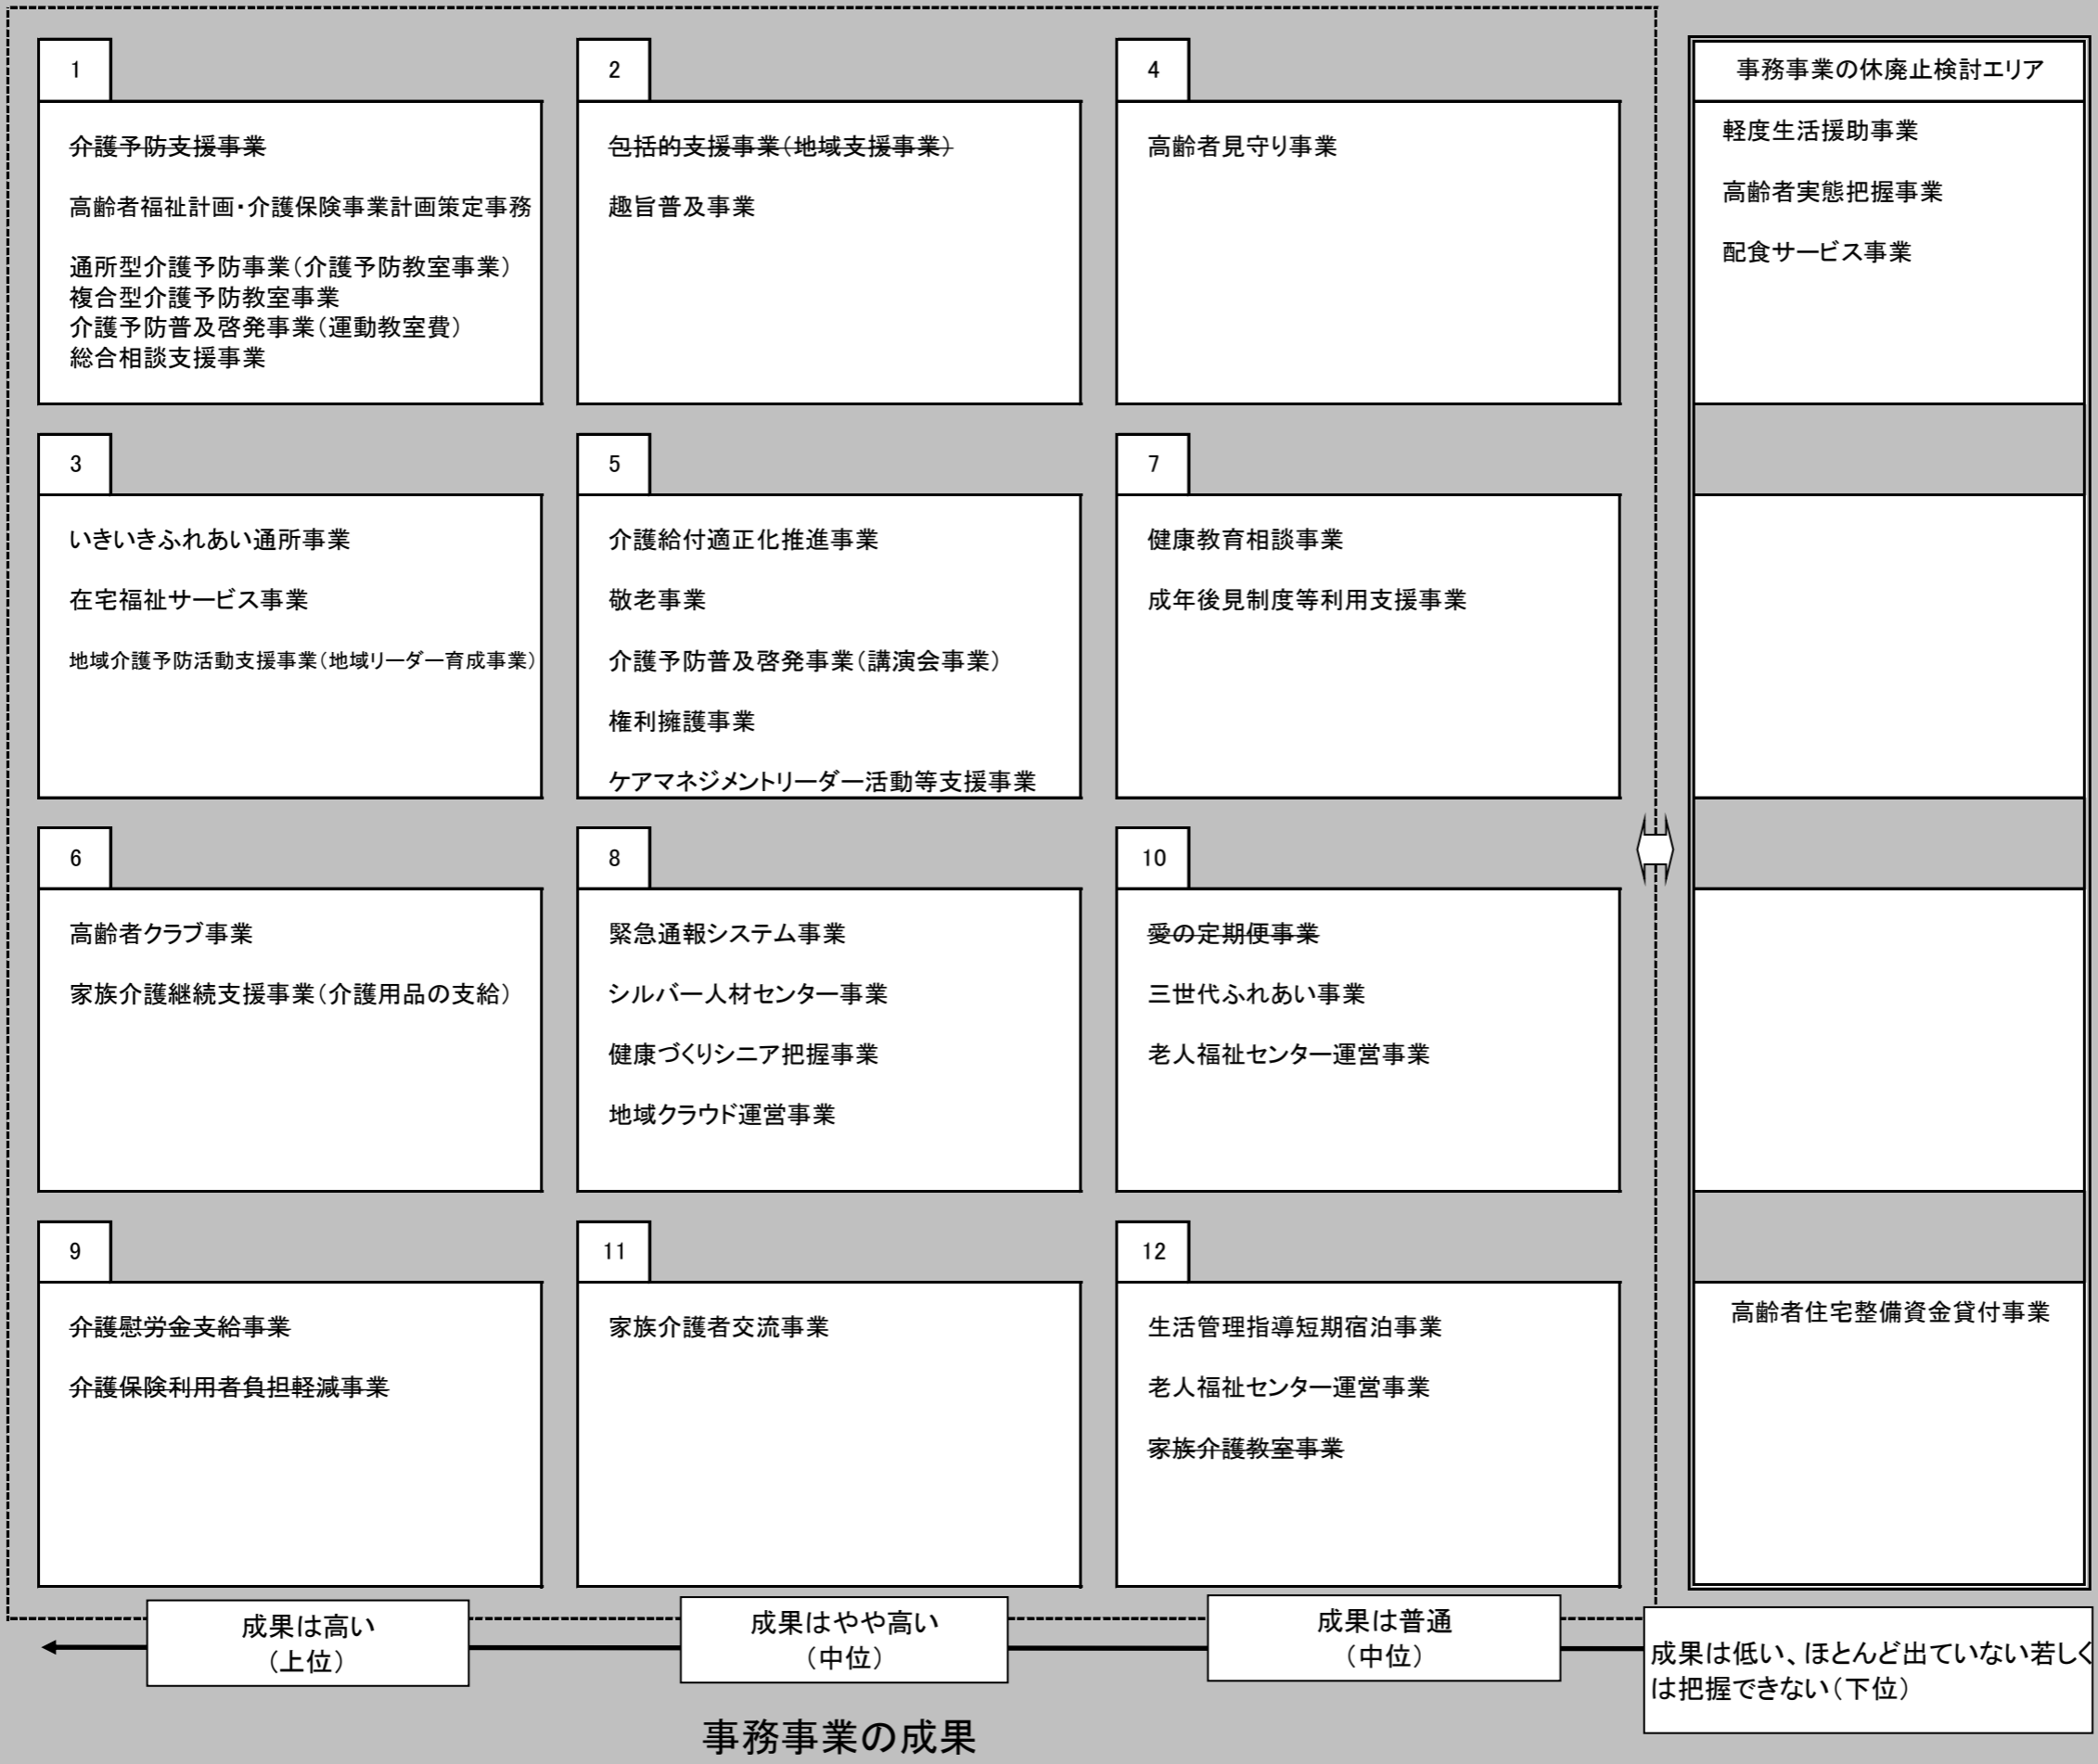 1
介護予防支援事業
高齢者福祉計画・介護保険事業計画策定事務
通所型介護予防事業(介護予防教室事業)
複合型介護予防教室事業
介護予防普及啓発事業(運動教室費)
総合相談支援事業
2
包括的支援事業(地域支援事業)
趣旨普及事業
4
高齢者見守り事業
事務事業の休廃止検討エリア
軽度生活援助事業
高齢者実態把握事業
配食サービス事業
3
いきいきふれあい通所事業
在宅福祉サービス事業
地域介護予防活動支援事業(地域リーダー育成事業)
5
介護給付適正化推進事業
敬老事業
介護予防普及啓発事業(講演会事業)
権利擁護事業
ケアマネジメントリーダー活動等支援事業
7
健康教育相談事業
成年後見制度等利用支援事業
6
高齢者クラブ事業
家族介護継続支援事業(介護用品の支給)
8
緊急通報システム事業
シルバー人材センター事業
健康づくりシニア把握事業
地域クラウド運営事業
10
愛の定期便事業
三世代ふれあい事業
老人福祉センター運営事業
9
介護慰労金支給事業
介護保険利用者負担軽減事業
11
家族介護者交流事業
12
生活管理指導短期宿泊事業
老人福祉センター運営事業
家族介護教室事業
高齢者住宅整備資金貸付事業
成果は高い
(上位)
成果はやや高い
(中位)
成果は普通
(中位)
成果は低い、ほとんど出ていない若しく
は把握できない(下位)
事務事業の成果